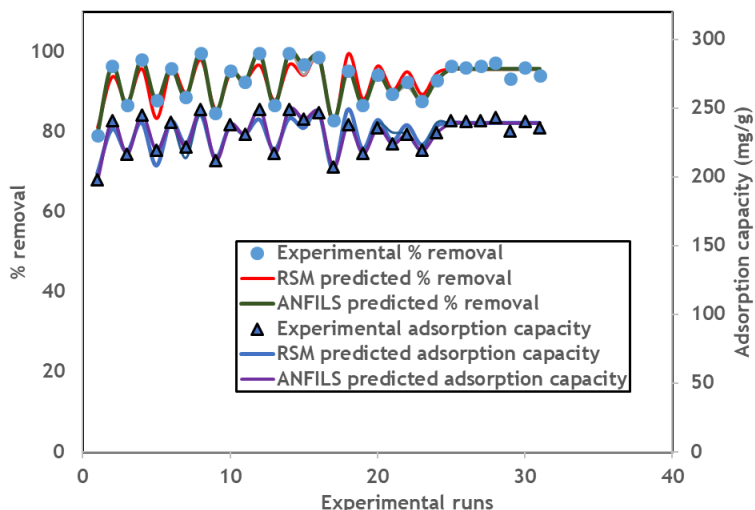 100
80
60
40
20
0
% removal
300
250
200
150
100
50
0
Adsorption capacity (mg/g)
Experimental % removal
RSM predicted % removal
ANFILS predicted % removal
Experimental adsorption capacity
RSM predicted adsorption capacity
ANFILS predicted adsorption capacity
0 10 20 30 40
Experimental runs